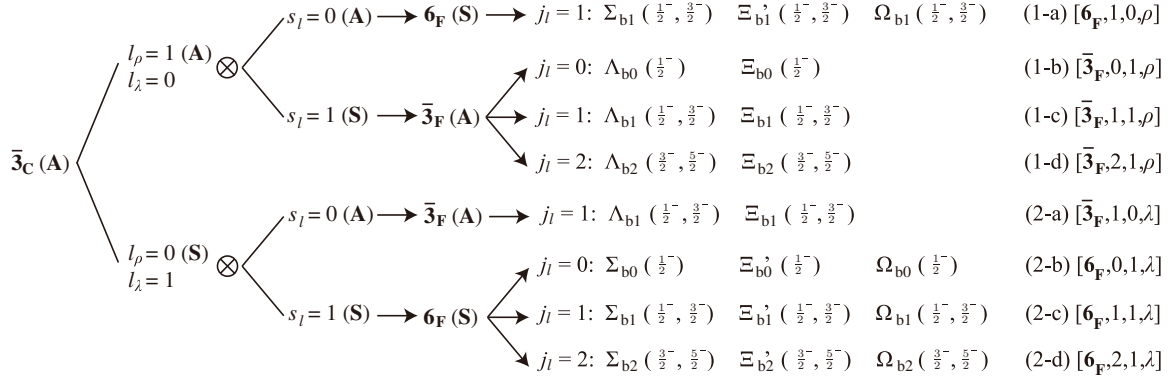 s_l = 0 (A) → 6_F (S) → j_l = 1: Σ_b1 (1/2⁻, 3/2⁻) Ξ'_b1 (1/2⁻, 3/2⁻) Ω_b1 (1/2⁻, 3/2⁻) (1-a) [6_F,1,0,ρ]
l_ρ = 1 (A) ⊗
l_λ = 0
j_l = 0: Λ_b0 (1/2⁻) Ξ_b0 (1/2⁻) (1-b) [3̄_F,0,1,ρ]
s_l = 1 (S) → 3̄_F (A) j_l = 1: Λ_b1 (1/2⁻, 3/2⁻) Ξ_b1 (1/2⁻, 3/2⁻) (1-c) [3̄_F,1,1,ρ]
3̄_C (A) j_l = 2: Λ_b2 (3/2⁻, 5/2⁻) Ξ_b2 (3/2⁻, 5/2⁻) (1-d) [3̄_F,2,1,ρ]
s_l = 0 (A) → 3̄_F (A) → j_l = 1: Λ_b1 (1/2⁻, 3/2⁻) Ξ_b1 (1/2⁻, 3/2⁻) (2-a) [3̄_F,1,0,λ]
l_ρ = 0 (S) ⊗
l_λ = 1
j_l = 0: Σ_b0 (1/2⁻) Ξ'_b0 (1/2⁻) Ω_b0 (1/2⁻) (2-b) [6_F,0,1,λ]
s_l = 1 (S) → 6_F (S) j_l = 1: Σ_b1 (1/2⁻, 3/2⁻) Ξ'_b1 (1/2⁻, 3/2⁻) Ω_b1 (1/2⁻, 3/2⁻) (2-c) [6_F,1,1,λ]
j_l = 2: Σ_b2 (3/2⁻, 5/2⁻) Ξ'_b2 (3/2⁻, 5/2⁻) Ω_b2 (3/2⁻, 5/2⁻) (2-d) [6_F,2,1,λ]